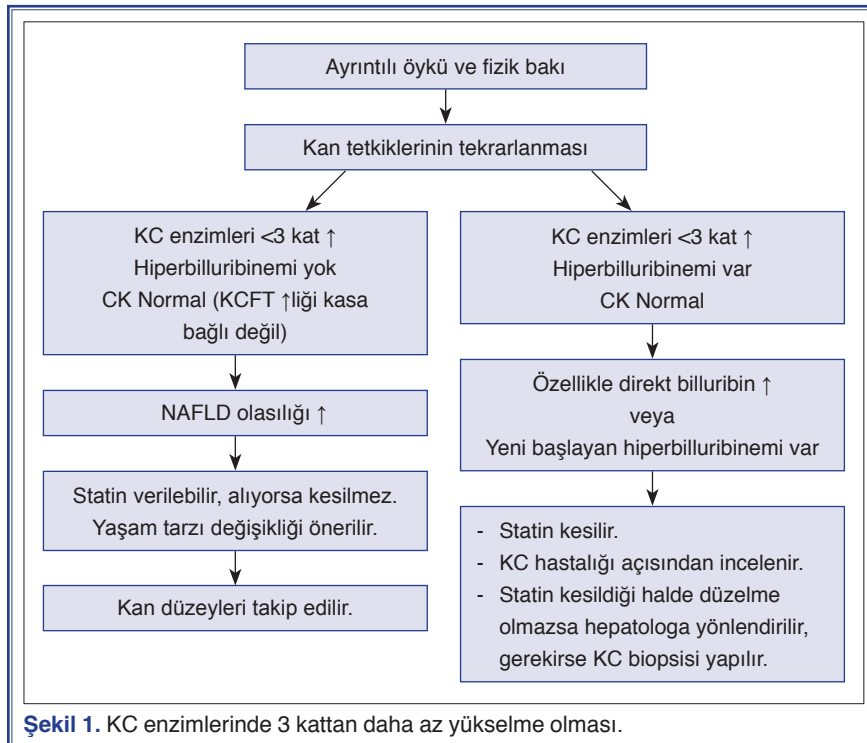 Ayrıntılı öykü ve fizik bakı
Kan tetkiklerinin tekrarlanması
KC enzimleri <3 kat ↑
Hiperbilluribinemi yok
CK Normal (KCFT ↑liği kasa
bağlı değil)
NAFLD olasılığı ↑
Statin verilebilir, alıyorsa kesilmez.
Yaşam tarzı değişikliği önerilir.
Kan düzeyleri takip edilir.
KC enzimleri <3 kat ↑
Hiperbilluribinemi var
CK Normal
Özellikle direkt billuribin ↑
veya
Yeni başlayan hiperbilluribinemi var
- Statin kesilir.
- KC hastalığı açısından incelenir.
- Statin kesildiği halde düzelme
olmazsa hepatologa yönlendirilir,
gerekirse KC biopsisi yapılır.
Şekil 1. KC enzimlerinde 3 kattan daha az yükselme olması.